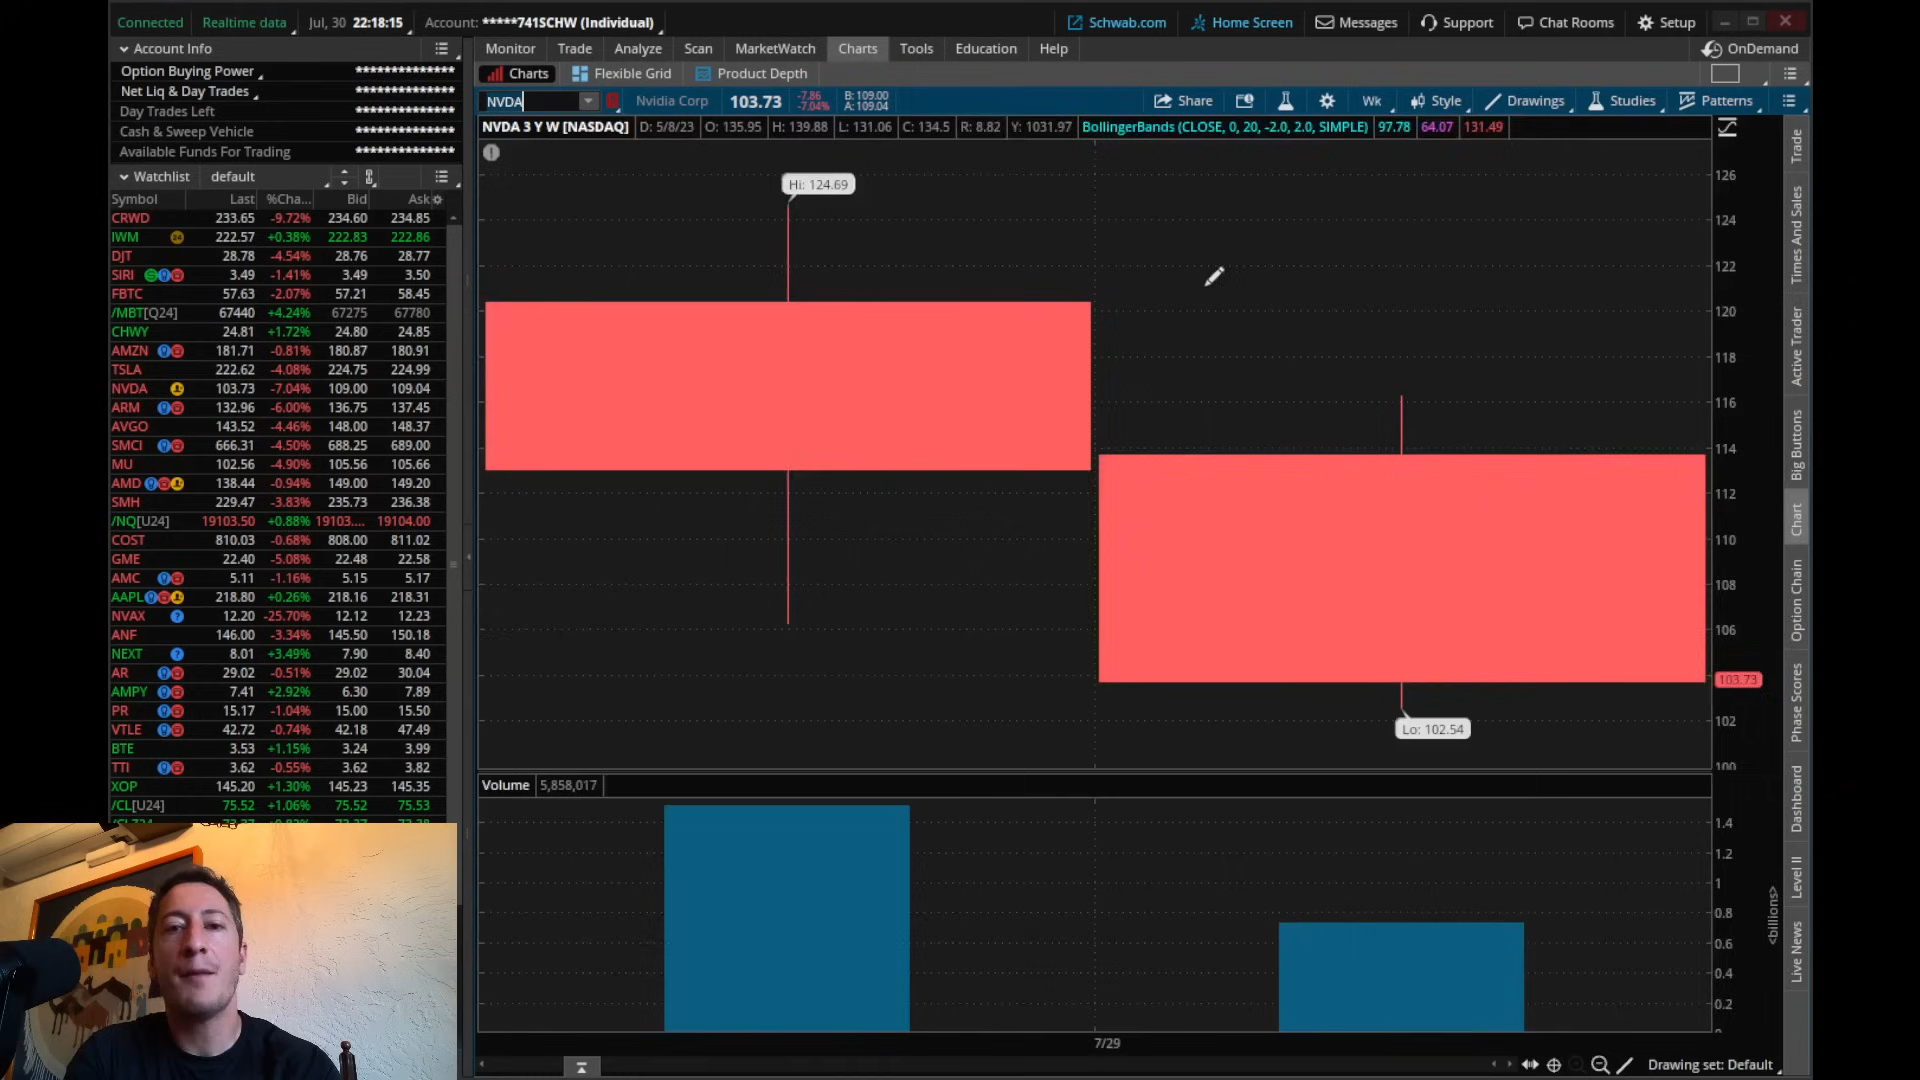 Connected Realtime data Jul, 30 22:18:15 Account: *****741SCHW (Individual) Schwab.com Home Screen Messages Support Chat Rooms Setup
Account Info
Option Buying Power **************
Net Liq & Day Trades **************
Day Trades Left **************
Cash & Sweep Vehicle **************
Available Funds For Trading **************
Watchlist default
Symbol Last %Cha... Bid Ask
CRWD 233.65 -9.72% 234.60 234.85
IWM 24 222.57 +0.38% 222.83 222.86
DJT 28.78 -4.54% 28.76 28.77
SIRI 3.49 -1.41% 3.49 3.50
FBTC 57.63 -2.07% 57.21 58.45
/MBT[Q24] 67440 +4.24% 67275 67780
CHWY 24.81 +1.72% 24.80 24.85
AMZN 181.71 -0.81% 180.87 180.91
TSLA 222.62 -4.08% 224.75 224.99
NVDA 103.73 -7.04% 109.00 109.04
ARM 132.96 -6.00% 136.75 137.45
AVGO 143.52 -4.46% 148.00 148.37
SMCI 666.31 -4.50% 688.25 689.00
MU 102.56 -4.90% 105.56 105.66
AMD 138.44 -0.94% 149.00 149.20
SMH 229.47 -3.83% 235.73 236.38
/NQ[U24] 19103.50 +0.88% 19103.... 19104.00
COST 810.03 -0.68% 808.00 811.02
GME 22.40 -5.08% 22.48 22.58
AMC 5.11 -1.16% 5.15 5.17
AAPL 218.80 +0.26% 218.16 218.31
NVAX ? 12.20 -25.70% 12.12 12.23
ANF 146.00 -3.34% 145.50 150.18
NEXT ? 8.01 +3.49% 7.90 8.40
AR 29.02 -0.51% 29.02 30.04
AMPY 7.41 +2.92% 6.30 7.89
PR 15.17 -1.04% 15.00 15.50
VTLE 42.72 -0.74% 42.18 47.49
BTE 3.53 +1.15% 3.24 3.99
TTI 3.62 -0.55% 3.62 3.82
XOP 145.20 +1.30% 145.23 145.35
/CL[U24] 75.52 +1.06% 75.52 75.53
Monitor Trade Analyze Scan MarketWatch Charts Tools Education Help OnDemand
Charts Flexible Grid Product Depth
NVDA Nvidia Corp 103.73 -7.86 -7.04% B: 109.00 A: 109.04 Share Wk Style Drawings Studies Patterns
NVDA 3 Y W [NASDAQ] D: 5/8/23 O: 135.95 H: 139.88 L: 131.06 C: 134.5 R: 8.82 Y: 1031.97 BollingerBands (CLOSE, 0, 20, -2.0, 2.0, SIMPLE) 97.78 64.07 131.49
Hi: 124.69
Lo: 102.54
126
124
122
120
118
116
114
112
110
108
106
103.73
102
100
Volume 5,858,017
1.4
1.2
1
0.8
0.6
0.4
0.2
<billions>
7/29
Drawing set: Default
Trade
Times And Sales
Active Trader
Big Buttons
Chart
Option Chain
Phase Scores
Dashboard
Level II
Live News